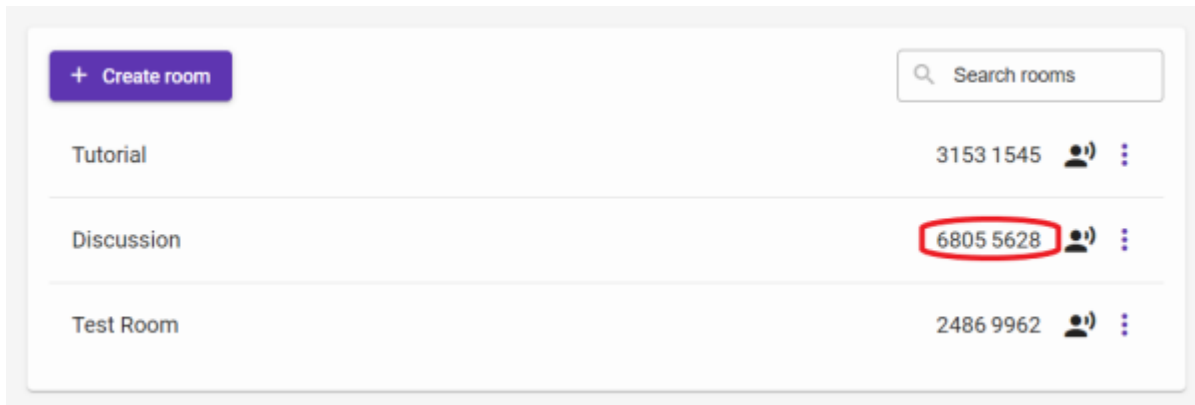 + Create room Search rooms
Tutorial 3153 1545
Discussion 6805 5628
Test Room 2486 9962